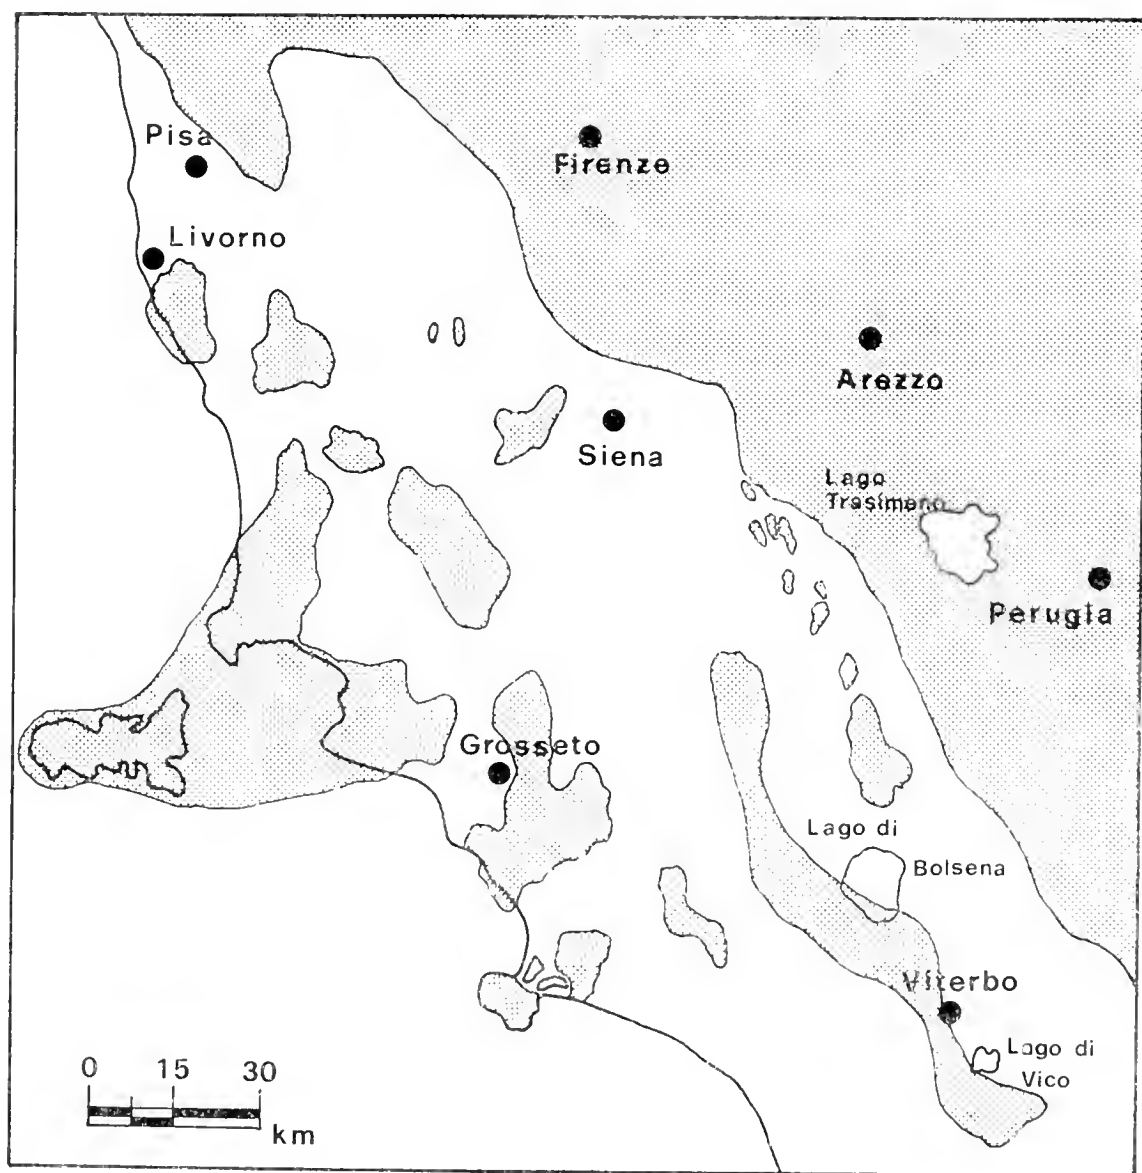 Pisa
Firenze
Livorno
Arezzo
Siena
Lago
Trasimeno
Perugia
Grosseto
Lago di
Bolsena
Viterbo
Lago di
Vico
0 15 30
km